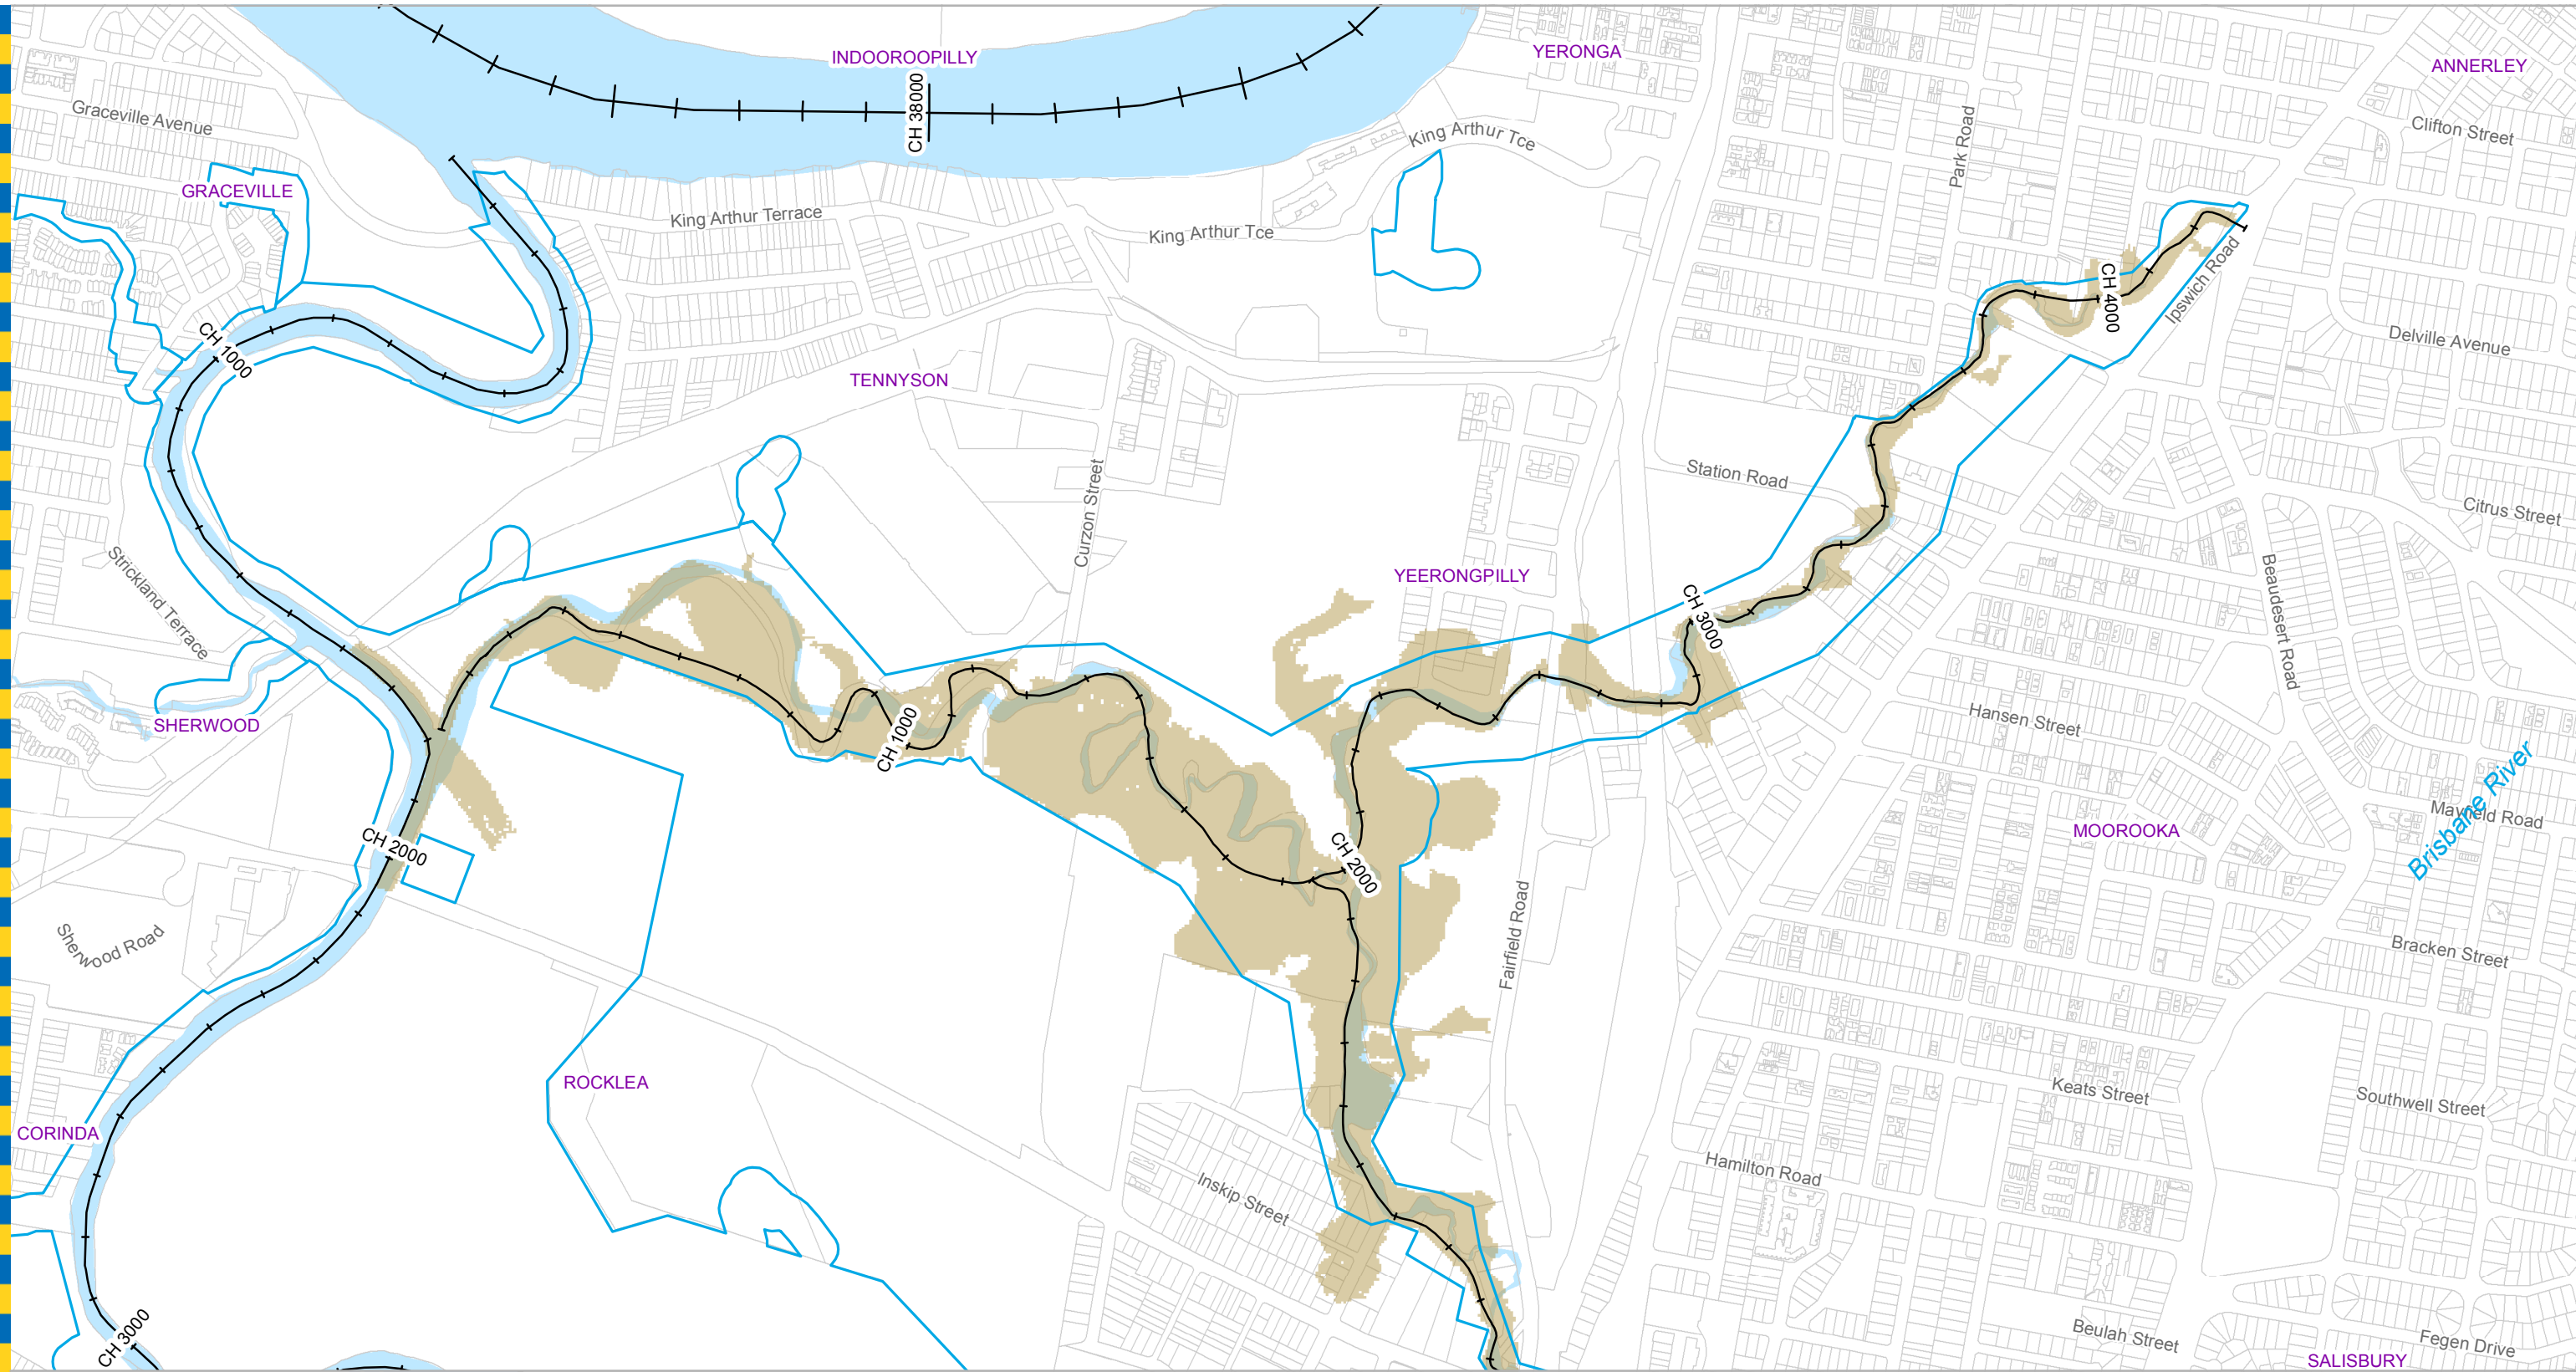 INDOOROOPILLY
YERONGA
ANNERLEY
CH 38000
Graceville Avenue
King Arthur Tce
Park Road
Clifton Street
GRACEVILLE
King Arthur Terrace
King Arthur Tce
CH 4000
Ipswich Road
CH 1000
Delville Avenue
TENNYSON
Curzon Street
Station Road
Citrus Street
Strickland Terrace
YEERONGPILLY
CH 3000
Beaudesert Road
SHERWOOD
CH 1000
Hansen Street
Brisbane River
Mayfield Road
MOOROOKA
CH 2000
CH 2000
Sherwood Road
Fairfield Road
Bracken Street
ROCKLEA
Keats Street
Southwell Street
CORINDA
Hamilton Road
Inskip Street
CH 3000
Beulah Street
Fegen Drive
SALISBURY